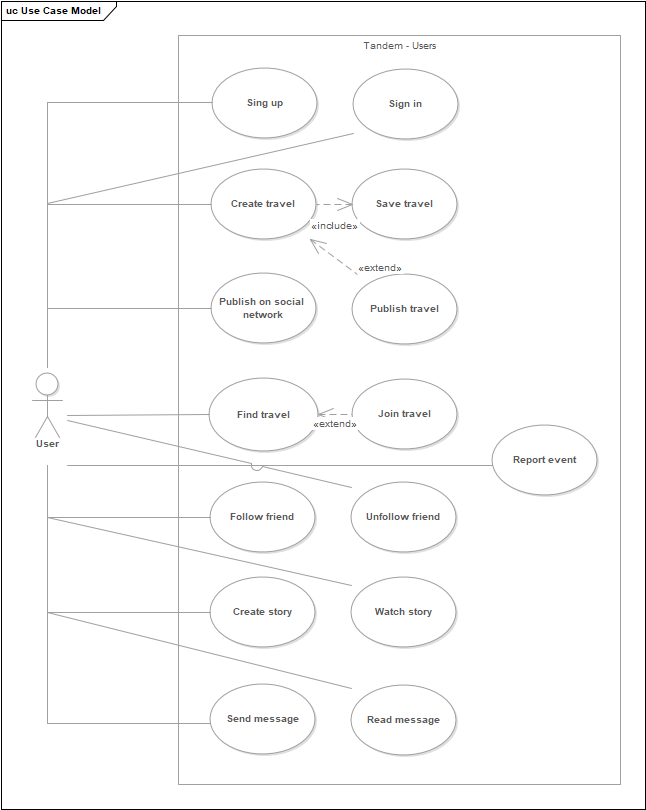 uc Use Case Model
Tandem - Users
Sing up
Sign in
Create travel
Save travel
«include»
«extend»
Publish on social
network
Publish travel
Find travel
Join travel
«extend»
User
Report event
Follow friend
Unfollow friend
Create story
Watch story
Send message
Read message